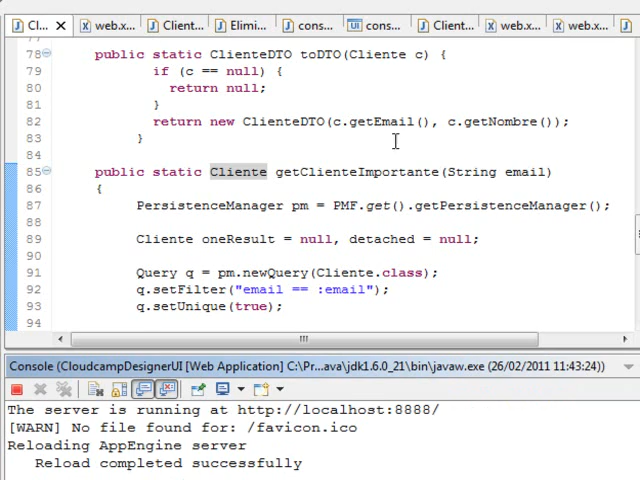 Cl... web.x... Client... Elimi... cons... cons... Client... web.x... web.x...
78 public static ClienteDTO toDTO(Cliente c) {
79 if (c == null) {
80 return null;
81 }
82 return new ClienteDTO(c.getEmail(), c.getNombre());
83 }
84
85 public static Cliente getClienteImportante(String email)
86 {
87 PersistenceManager pm = PMF.get().getPersistenceManager();
88
89 Cliente oneResult = null, detached = null;
90
91 Query q = pm.newQuery(Cliente.class);
92 q.setFilter("email == :email");
93 q.setUnique(true);
94
Console (CloudcampDesignerUI [Web Application] C:\Pr...ava\jdk1.6.0_21\bin\javaw.exe (26/02/2011 11:43:24))
The server is running at http://localhost:8888/
[WARN] No file found for: /favicon.ico
Reloading AppEngine server
Reload completed successfully